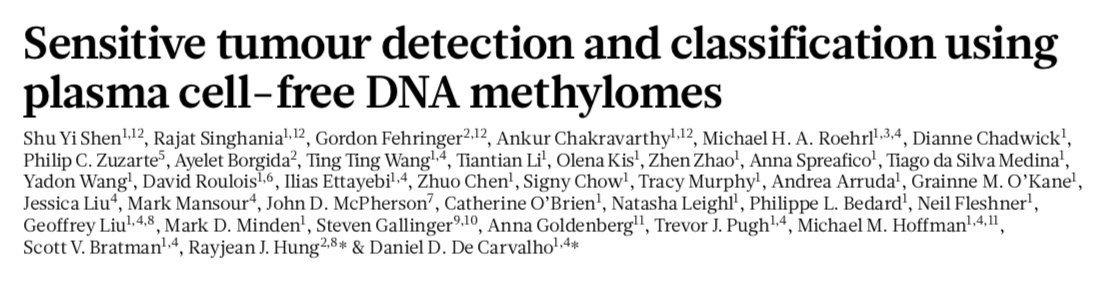 Sensitive tumour detection and classification using
plasma cell-free DNA methylomes
Shu Yi Shen1,12, Rajat Singhania1,12, Gordon Fehringer2,12, Ankur Chakravarthy1,12, Michael H. A. Roehrl1,3,4, Dianne Chadwick1,
Philip C. Zuzarte5, Ayelet Borgida2, Ting Ting Wang1,4, Tiantian Li1, Olena Kis1, Zhen Zhao1, Anna Spreafico1, Tiago da Silva Medina1,
Yadon Wang1, David Roulois1,6, Ilias Ettayebi1,4, Zhuo Chen1, Signy Chow1, Tracy Murphy1, Andrea Arruda1, Grainne M. O’Kane1,
Jessica Liu4, Mark Mansour4, John D. McPherson7, Catherine O’Brien1, Natasha Leighl1, Philippe L. Bedard1, Neil Fleshner1,
Geoffrey Liu1,4,8, Mark D. Minden1, Steven Gallinger9,10, Anna Goldenberg11, Trevor J. Pugh1,4, Michael M. Hoffman1,4,11,
Scott V. Bratman1,4, Rayjean J. Hung2,8* & Daniel D. De Carvalho1,4*